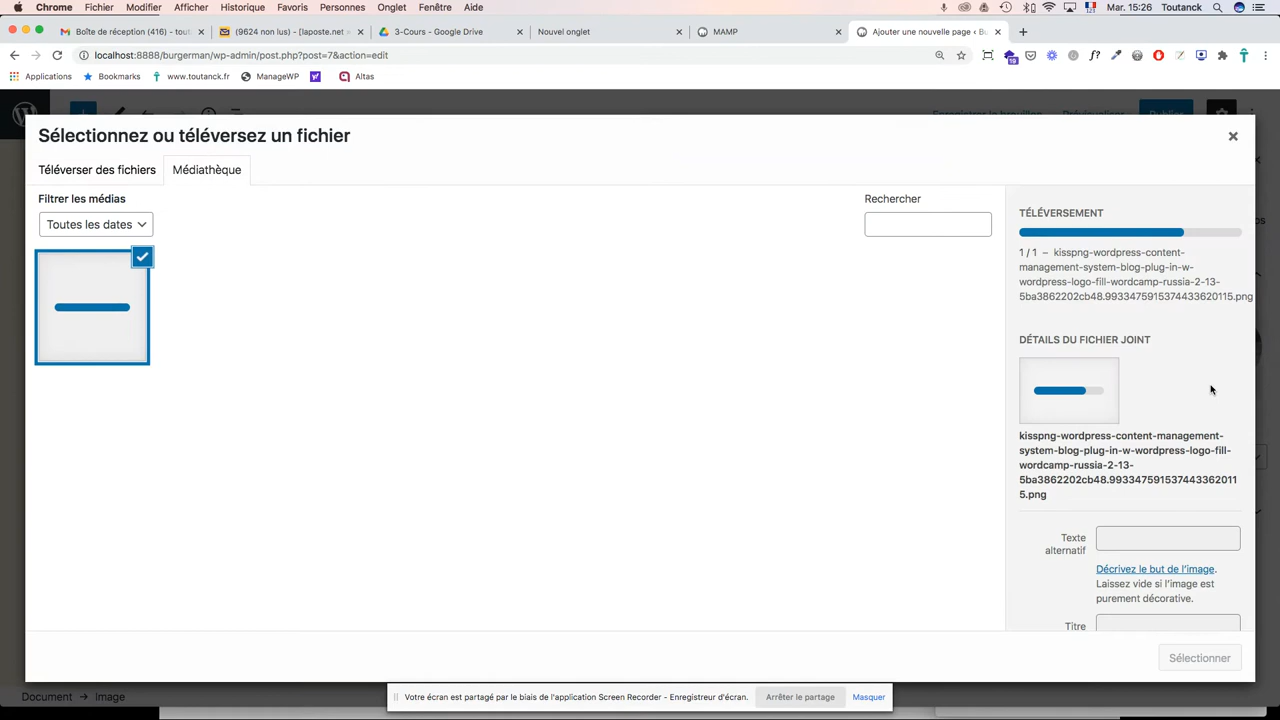 Chrome Fichier Modifier Afficher Historique Favoris Personnes Onglet Fenêtre Aide Mar. 15:26 Toutanck
Boîte de réception (416) - tout (9624 non lus) - [laposte.net 3-Cours - Google Drive Nouvel onglet MAMP Ajouter une nouvelle page ‹ B
localhost:8888/burgerman/wp-admin/post.php?post=7&action=edit
19 f?
Applications Bookmarks www.toutanck.fr ManageWP Altas
Enregistrer le brouillon Prévisualiser Publier
Sélectionnez ou téléversez un fichier
Téléverser des fichiers Médiathèque
Filtrer les médias
Toutes les dates
Rechercher
TÉLÉVERSEMENT
1 / 1 – kisspng-wordpress-content-
management-system-blog-plug-in-w-
wordpress-logo-fill-wordcamp-russia-2-13-
5ba3862202cb48.9933475915374433620115.png
DÉTAILS DU FICHIER JOINT
kisspng-wordpress-content-management-
system-blog-plug-in-w-wordpress-logo-fill-
wordcamp-russia-2-13-
5ba3862202cb48.993347591537443362011
5.png
Texte
alternatif
Décrivez le but de l'image.
Laissez vide si l'image est
purement décorative.
Titre
Sélectionner
Document → Image
Votre écran est partagé par le biais de l'application Screen Recorder - Enregistreur d'écran. Arrêter le partage Masquer